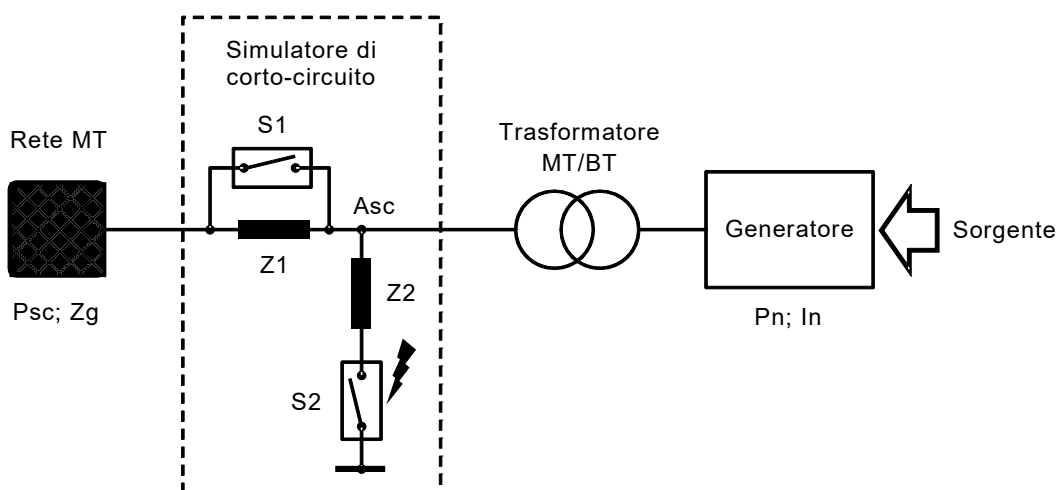 Simulatore di
corto-circuito
S1
Rete MT
Trasformatore
MT/BT
Asc
Generatore
Sorgente
Z1
Z2
Psc; Zg
Pn; In
S2